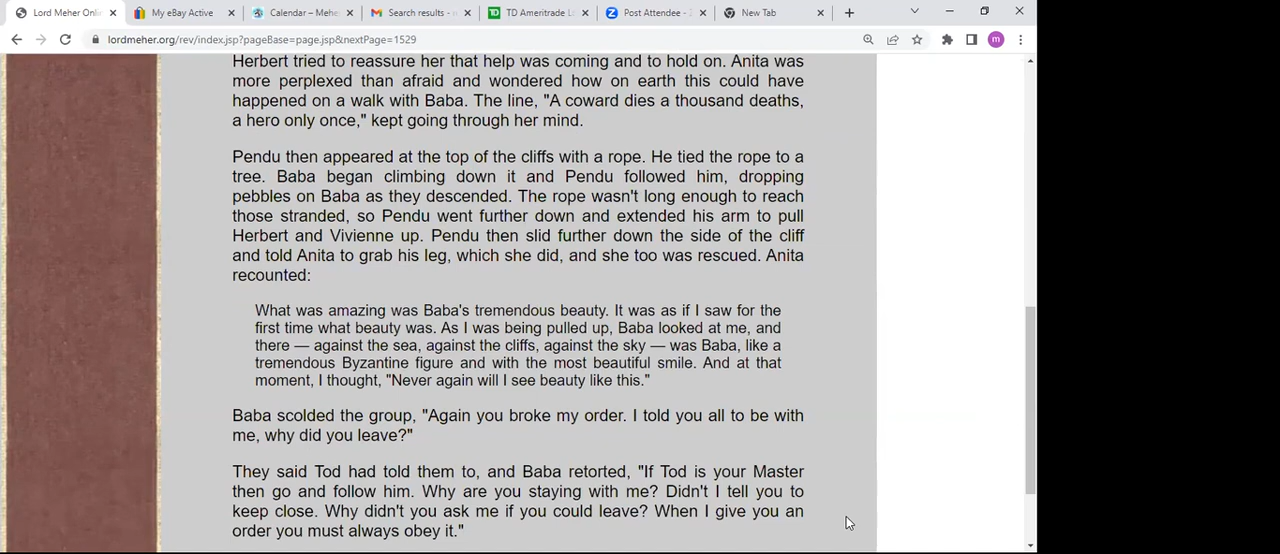 Lord Meher Onli
My eBay Active
Calendar – Mehe
Search results -
TD Ameritrade Lo
Post Attendee - Z
New Tab
lordmeher.org/rev/index.jsp?pageBase=page.jsp&nextPage=1529
m
Herbert tried to reassure her that help was coming and to hold on. Anita was
more perplexed than afraid and wondered how on earth this could have
happened on a walk with Baba. The line, "A coward dies a thousand deaths,
a hero only once," kept going through her mind.
Pendu then appeared at the top of the cliffs with a rope. He tied the rope to a
tree. Baba began climbing down it and Pendu followed him, dropping
pebbles on Baba as they descended. The rope wasn't long enough to reach
those stranded, so Pendu went further down and extended his arm to pull
Herbert and Vivienne up. Pendu then slid further down the side of the cliff
and told Anita to grab his leg, which she did, and she too was rescued. Anita
recounted:
What was amazing was Baba's tremendous beauty. It was as if I saw for the
first time what beauty was. As I was being pulled up, Baba looked at me, and
there — against the sea, against the cliffs, against the sky — was Baba, like a
tremendous Byzantine figure and with the most beautiful smile. And at that
moment, I thought, "Never again will I see beauty like this."
Baba scolded the group, "Again you broke my order. I told you all to be with
me, why did you leave?"
They said Tod had told them to, and Baba retorted, "If Tod is your Master
then go and follow him. Why are you staying with me? Didn't I tell you to
keep close. Why didn't you ask me if you could leave? When I give you an
order you must always obey it."